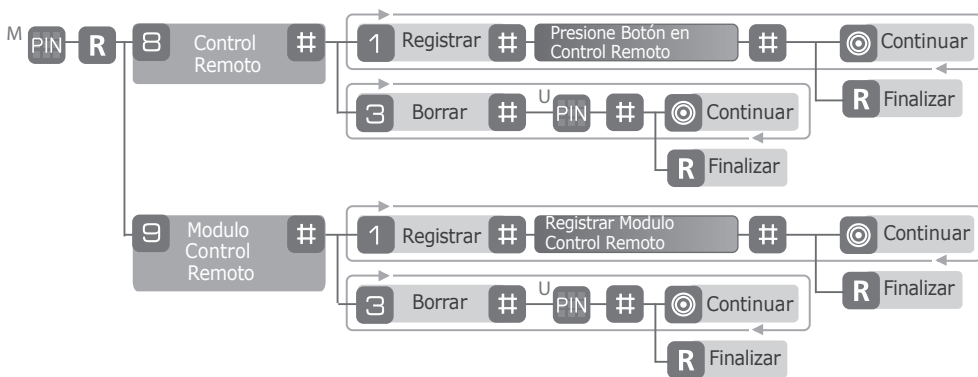 M PIN R 8 Control Remoto #
1 Registrar # Presione Botón en Control Remoto # Continuar
R Finalizar
3 Borrar # U PIN # Continuar
R Finalizar
9 Modulo Control Remoto #
1 Registrar # Registrar Modulo Control Remoto # Continuar
R Finalizar
3 Borrar # U PIN # Continuar
R Finalizar